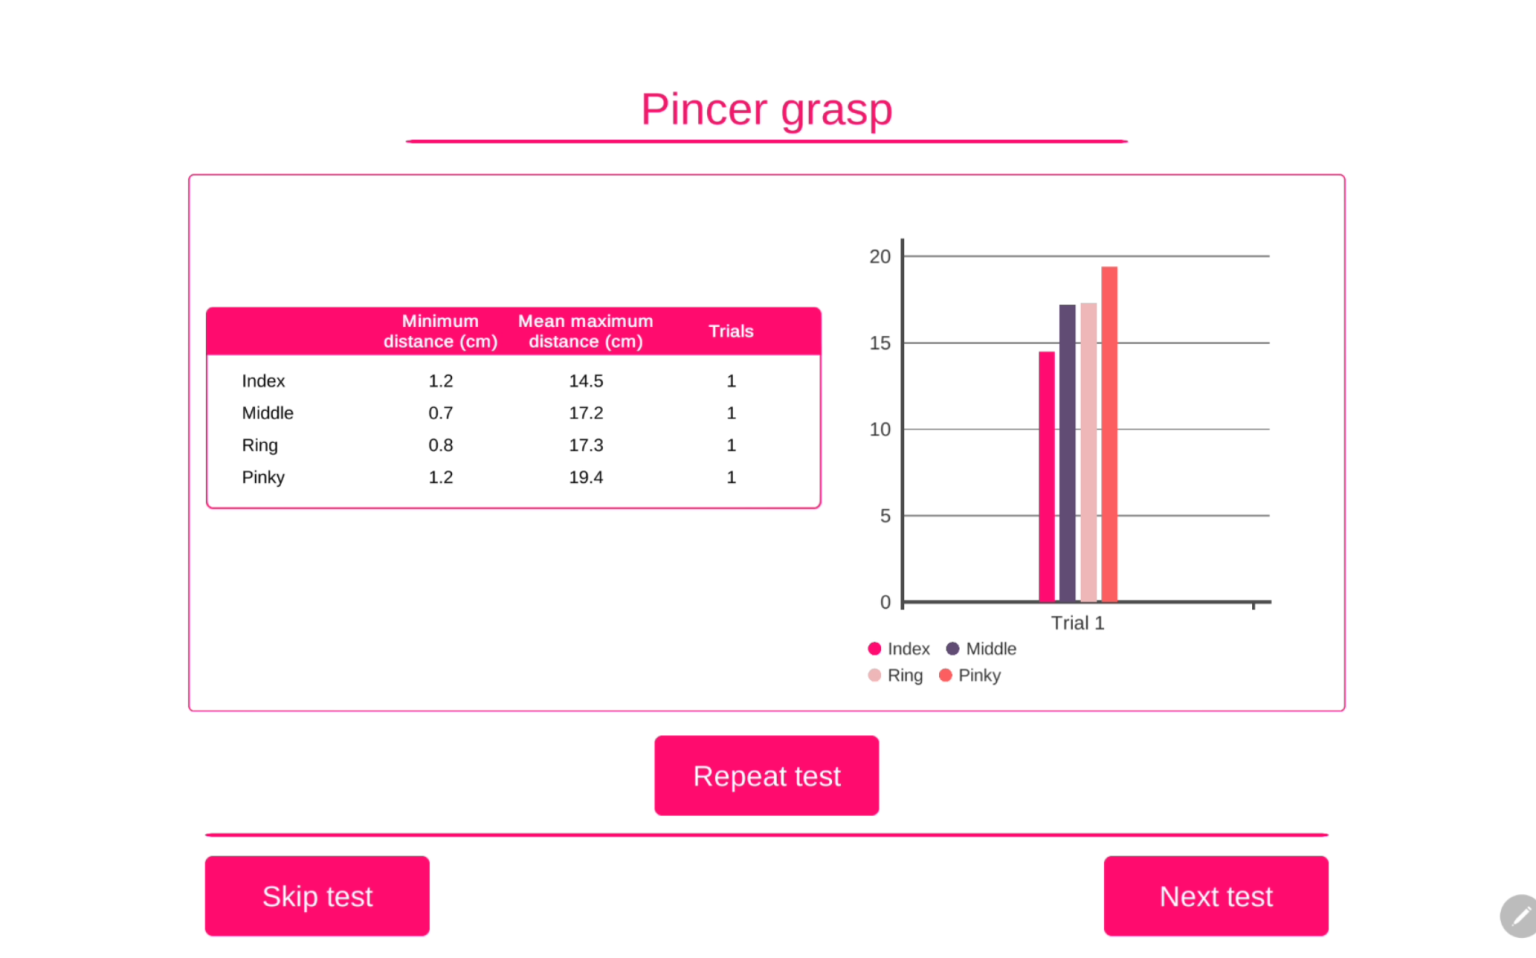 Pincer grasp
Minimum distance (cm) Mean maximum distance (cm) Trials
Index 1.2 14.5 1
Middle 0.7 17.2 1
Ring 0.8 17.3 1
Pinky 1.2 19.4 1
20
15
10
5
0
Trial 1
Index Middle
Ring Pinky
Repeat test
Skip test Next test